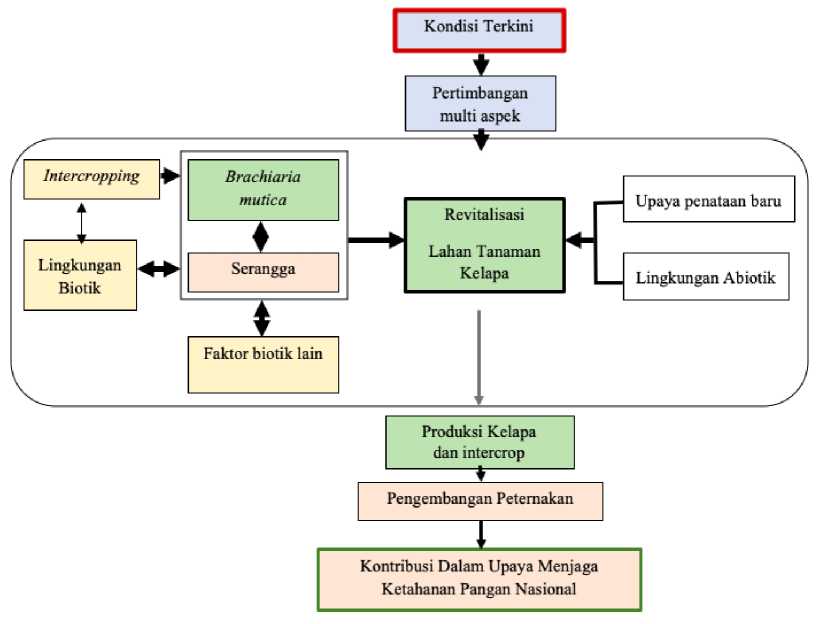 Kondisi Terkini
Pertimbangan
multi aspek
Intercropping
Brachiaria
mutica
Lingkungan
Biotik
Serangga
Faktor biotik lain
Revitalisasi
Lahan Tanaman
Kelapa
Upaya penataan baru
Lingkungan Abiotik
Produksi Kelapa
dan intercrop
Pengembangan Peternakan
Kontribusi Dalam Upaya Menjaga
Ketahanan Pangan Nasional